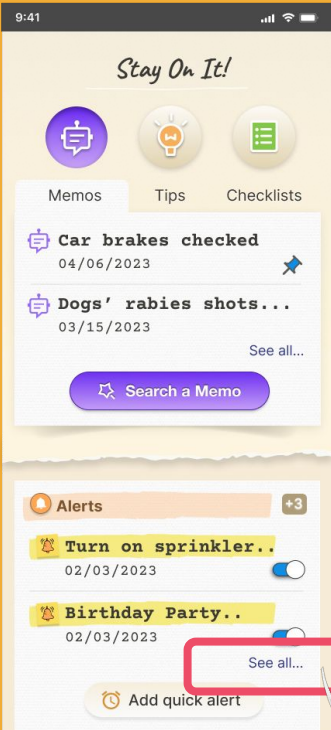 9:41
Stay On It!
Memos Tips Checklists
Car brakes checked
04/06/2023
Dogs' rabies shots...
03/15/2023
See all...
Search a Memo
Alerts +3
Turn on sprinkler..
02/03/2023
Birthday Party..
02/03/2023
See all...
Add quick alert